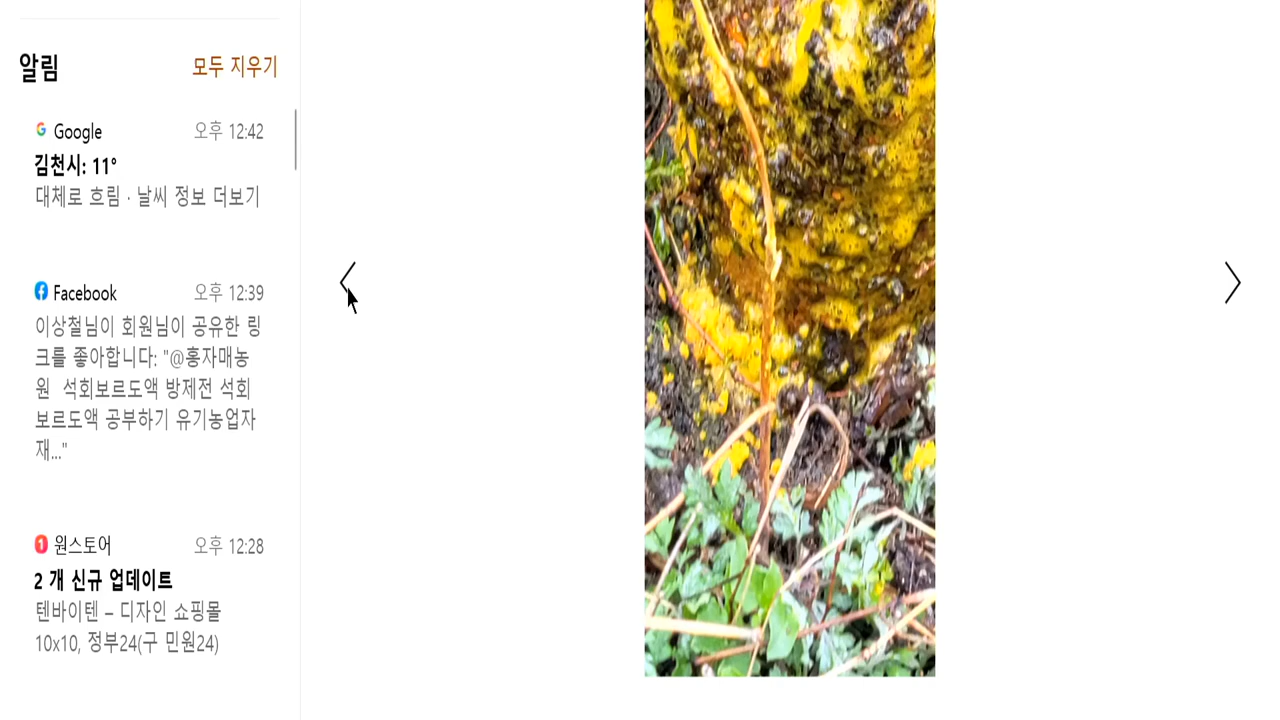 알림
모두 지우기
Google
오후 12:42
김천시: 11°
대체로 흐림 · 날씨 정보 더보기
Facebook
오후 12:39
이상철님이 회원님이 공유한 링
크를 좋아합니다: "@홍자매농
원 석회보르도액 방제전 석회
보르도액 공부하기 유기농업자
재..."
원스토어
오후 12:28
2 개 신규 업데이트
텐바이텐 – 디자인 쇼핑몰
10x10, 정부24(구 민원24)